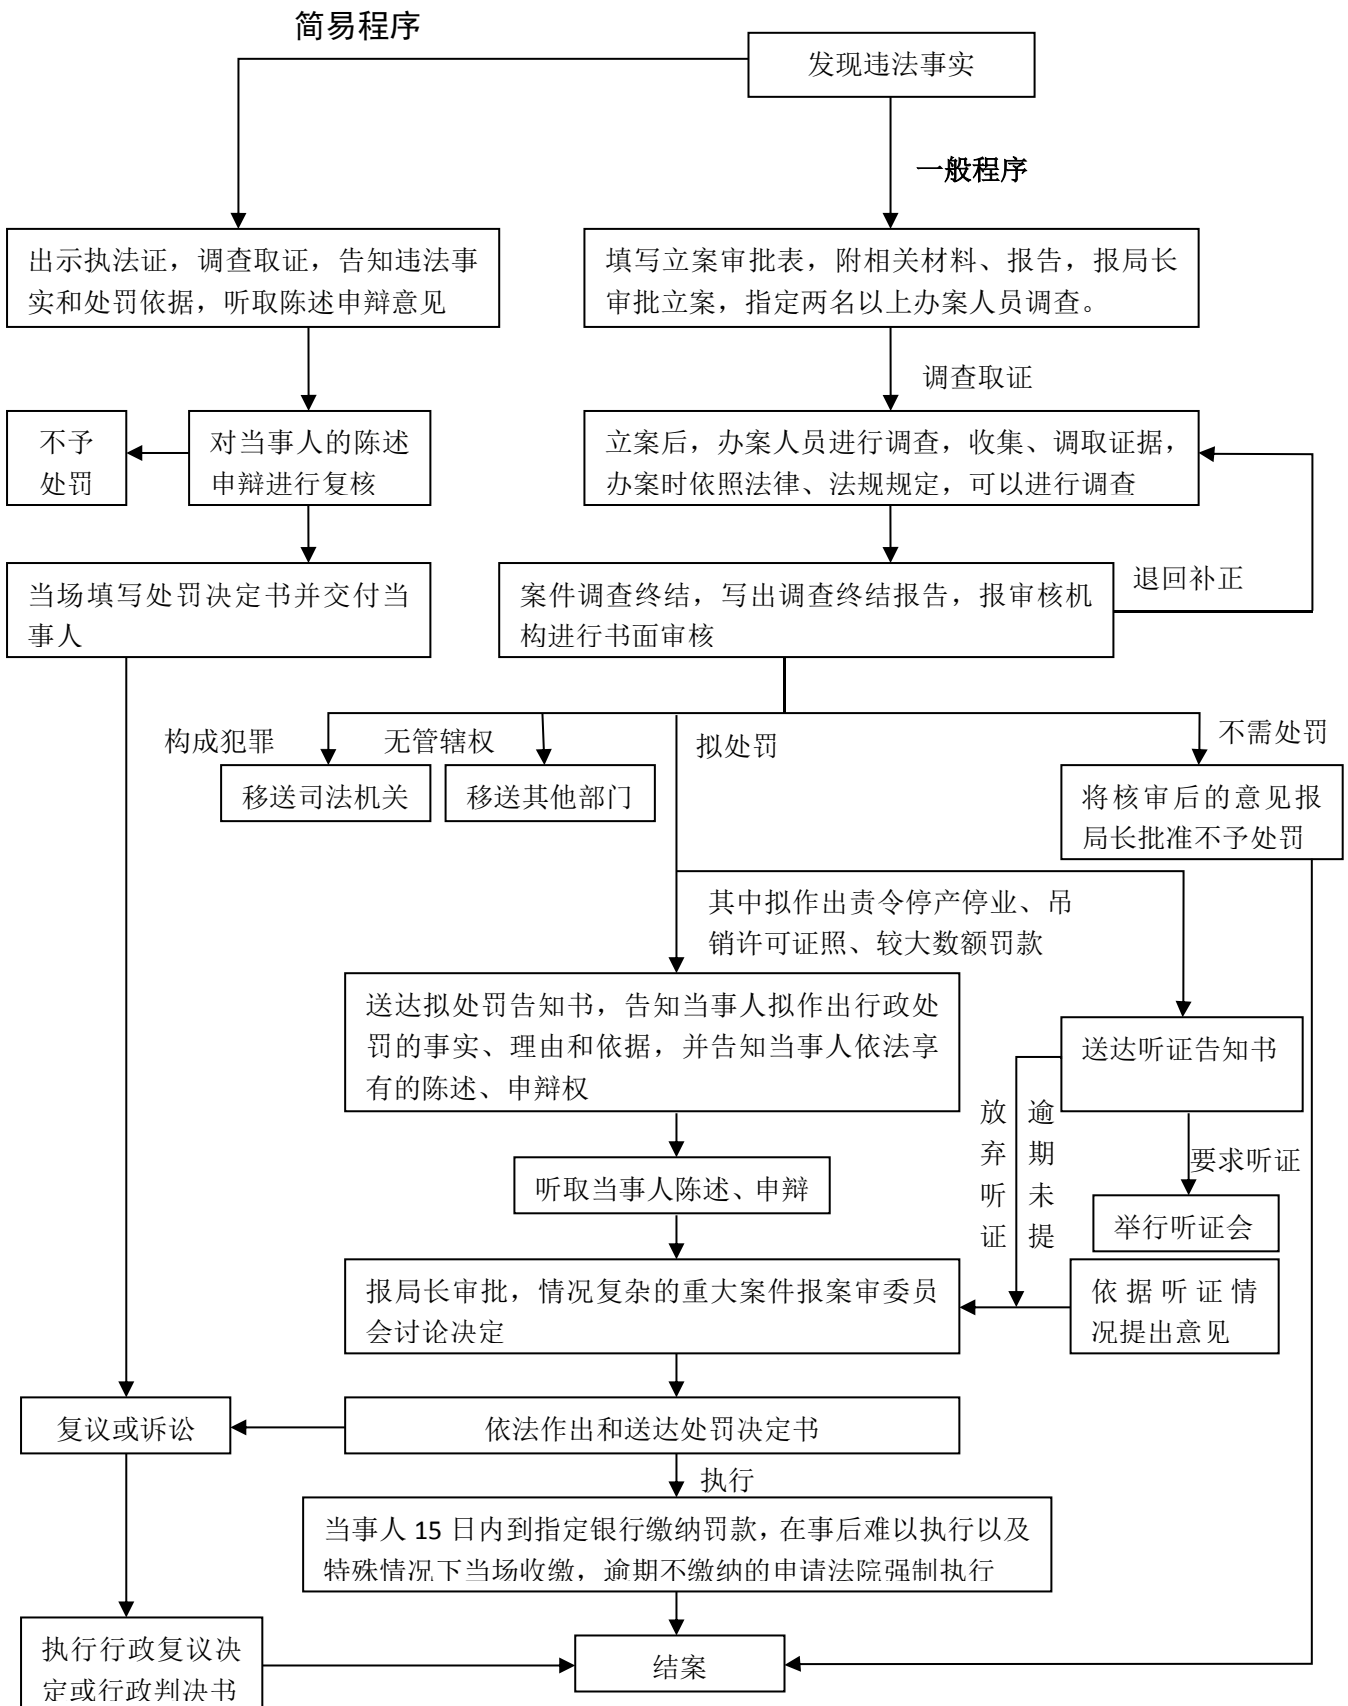 简易程序
发现违法事实
一般程序
出示执法证，调查取证，告知违法事
实和处罚依据，听取陈述申辩意见
填写立案审批表，附相关材料、报告，报局长
审批立案，指定两名以上办案人员调查。
调查取证
不予
处罚
对当事人的陈述
申辩进行复核
立案后，办案人员进行调查，收集、调取证据，
办案时依照法律、法规规定，可以进行调查
当场填写处罚决定书并交付当
事人
案件调查终结，写出调查终结报告，报审核机
构进行书面审核
退回补正
构成犯罪
无管辖权
拟处罚
不需处罚
移送司法机关
移送其他部门
将核审后的意见报
局长批准不予处罚
其中拟作出责令停产停业、吊
销许可证照、较大数额罚款
送达拟处罚告知书，告知当事人拟作出行政处
罚的事实、理由和依据，并告知当事人依法享
有的陈述、申辩权
送达听证告知书
放弃听证
逾期未提
要求听证
听取当事人陈述、申辩
举行听证会
报局长审批，情况复杂的重大案件报案审委员
会讨论决定
依据听证情
况提出意见
复议或诉讼
依法作出和送达处罚决定书
执行
当事人 15 日内到指定银行缴纳罚款，在事后难以执行以及
特殊情况下当场收缴，逾期不缴纳的申请法院强制执行
执行行政复议决
定或行政判决书
结案